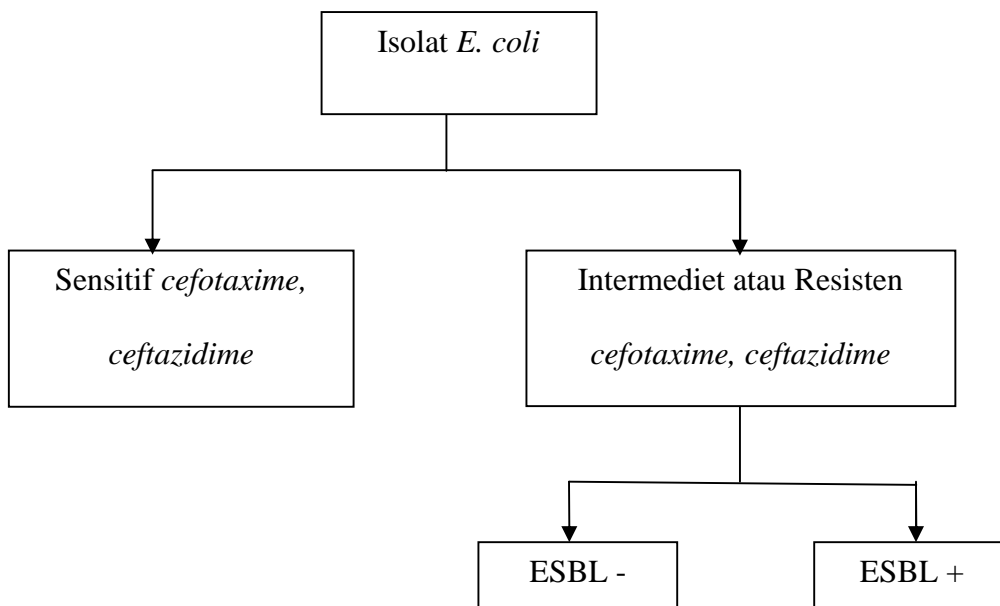 Isolat E. coli
Sensitif cefotaxime,
ceftazidime
Intermediet atau Resisten
cefotaxime, ceftazidime
ESBL -
ESBL +